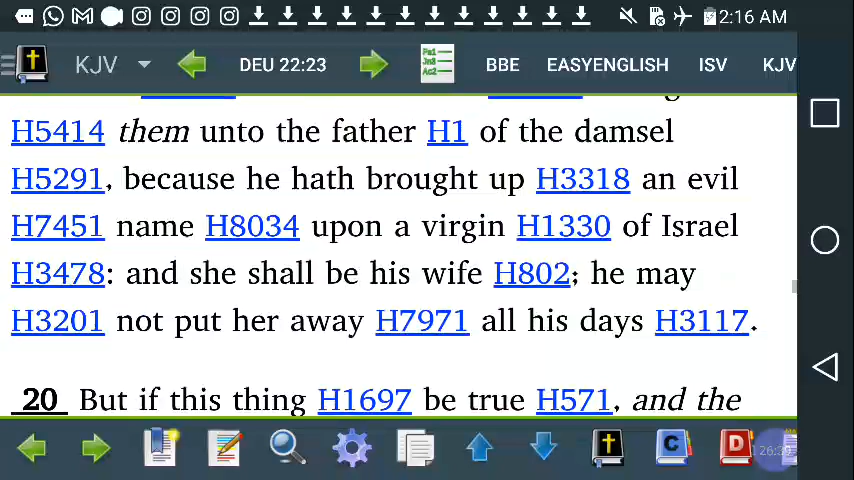 2:16 AM
KJV DEU 22:23 BBE EASYENGLISH ISV KJV
H5414 them unto the father H1 of the damsel
H5291, because he hath brought up H3318 an evil
H7451 name H8034 upon a virgin H1330 of Israel
H3478: and she shall be his wife H802; he may
H3201 not put her away H7971 all his days H3117.
20 But if this thing H1697 be true H571, and the
C D